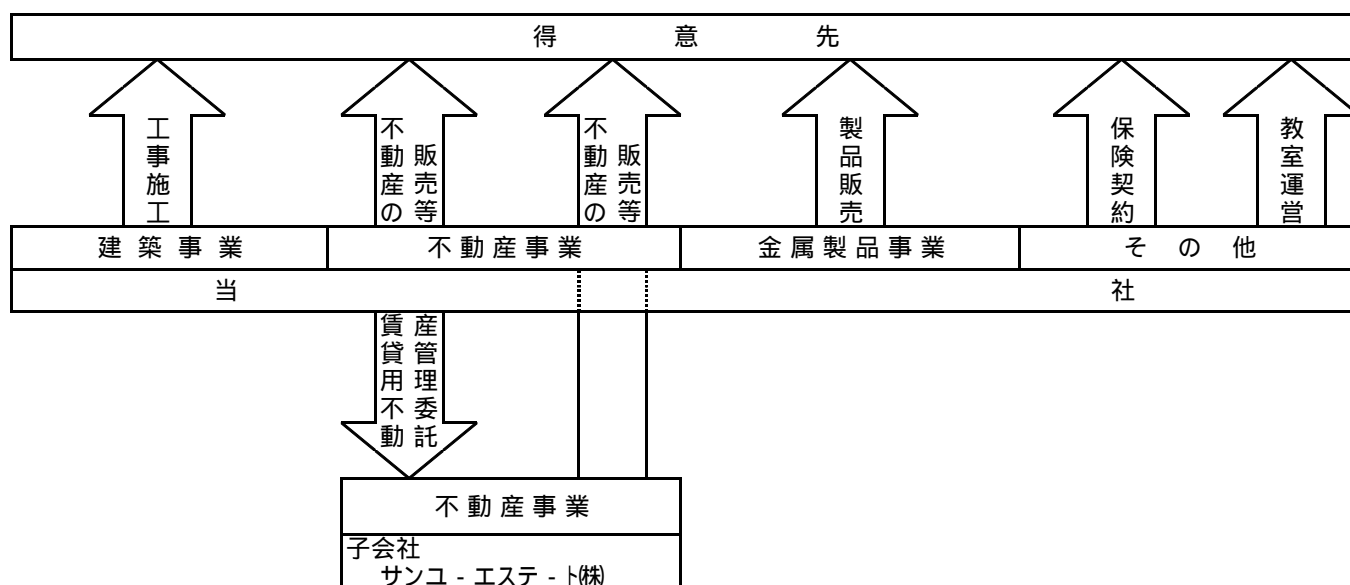 得意先
工事施工
不動産の
販売等
不動産の
販売等
製品販売
保険契約
教室運営
建築事業
不動産事業
金属製品事業
その他
当社
賃貸用不動
産管理委託
不動産事業
子会社
サンユ-エステ-ト㈱